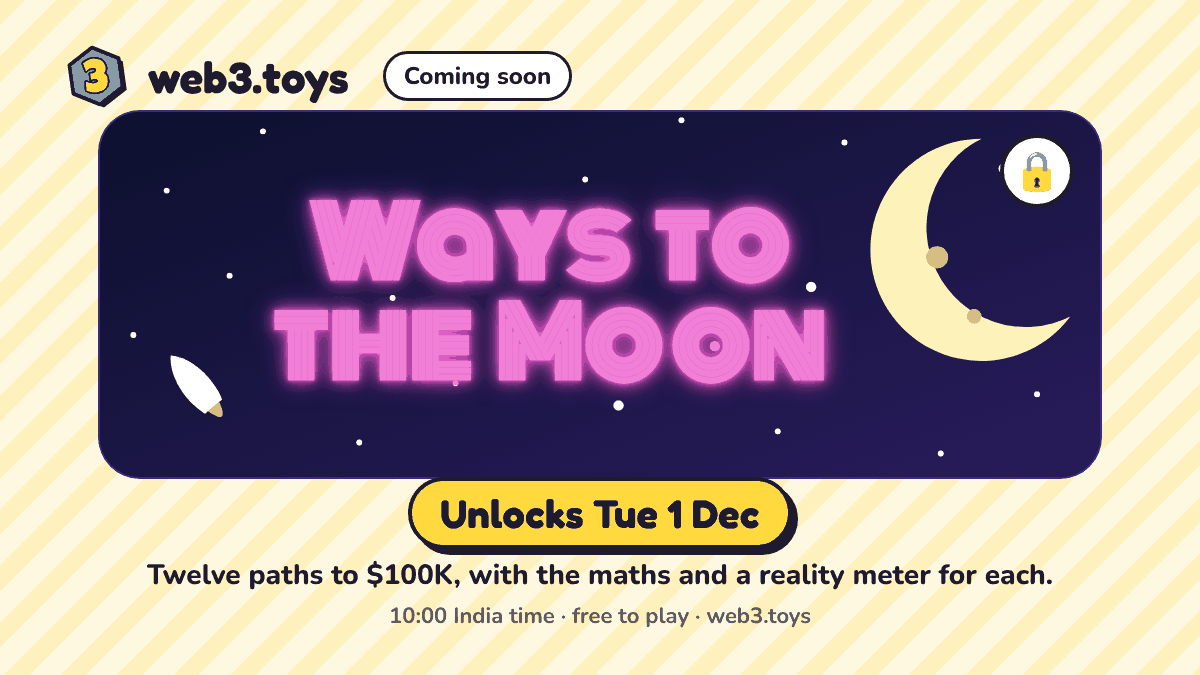 3
web3.toys
Coming soon
Ways to
the Moon
Unlocks Tue 1 Dec
Twelve paths to $100K, with the maths and a reality meter for each.
10:00 India time · free to play · web3.toys